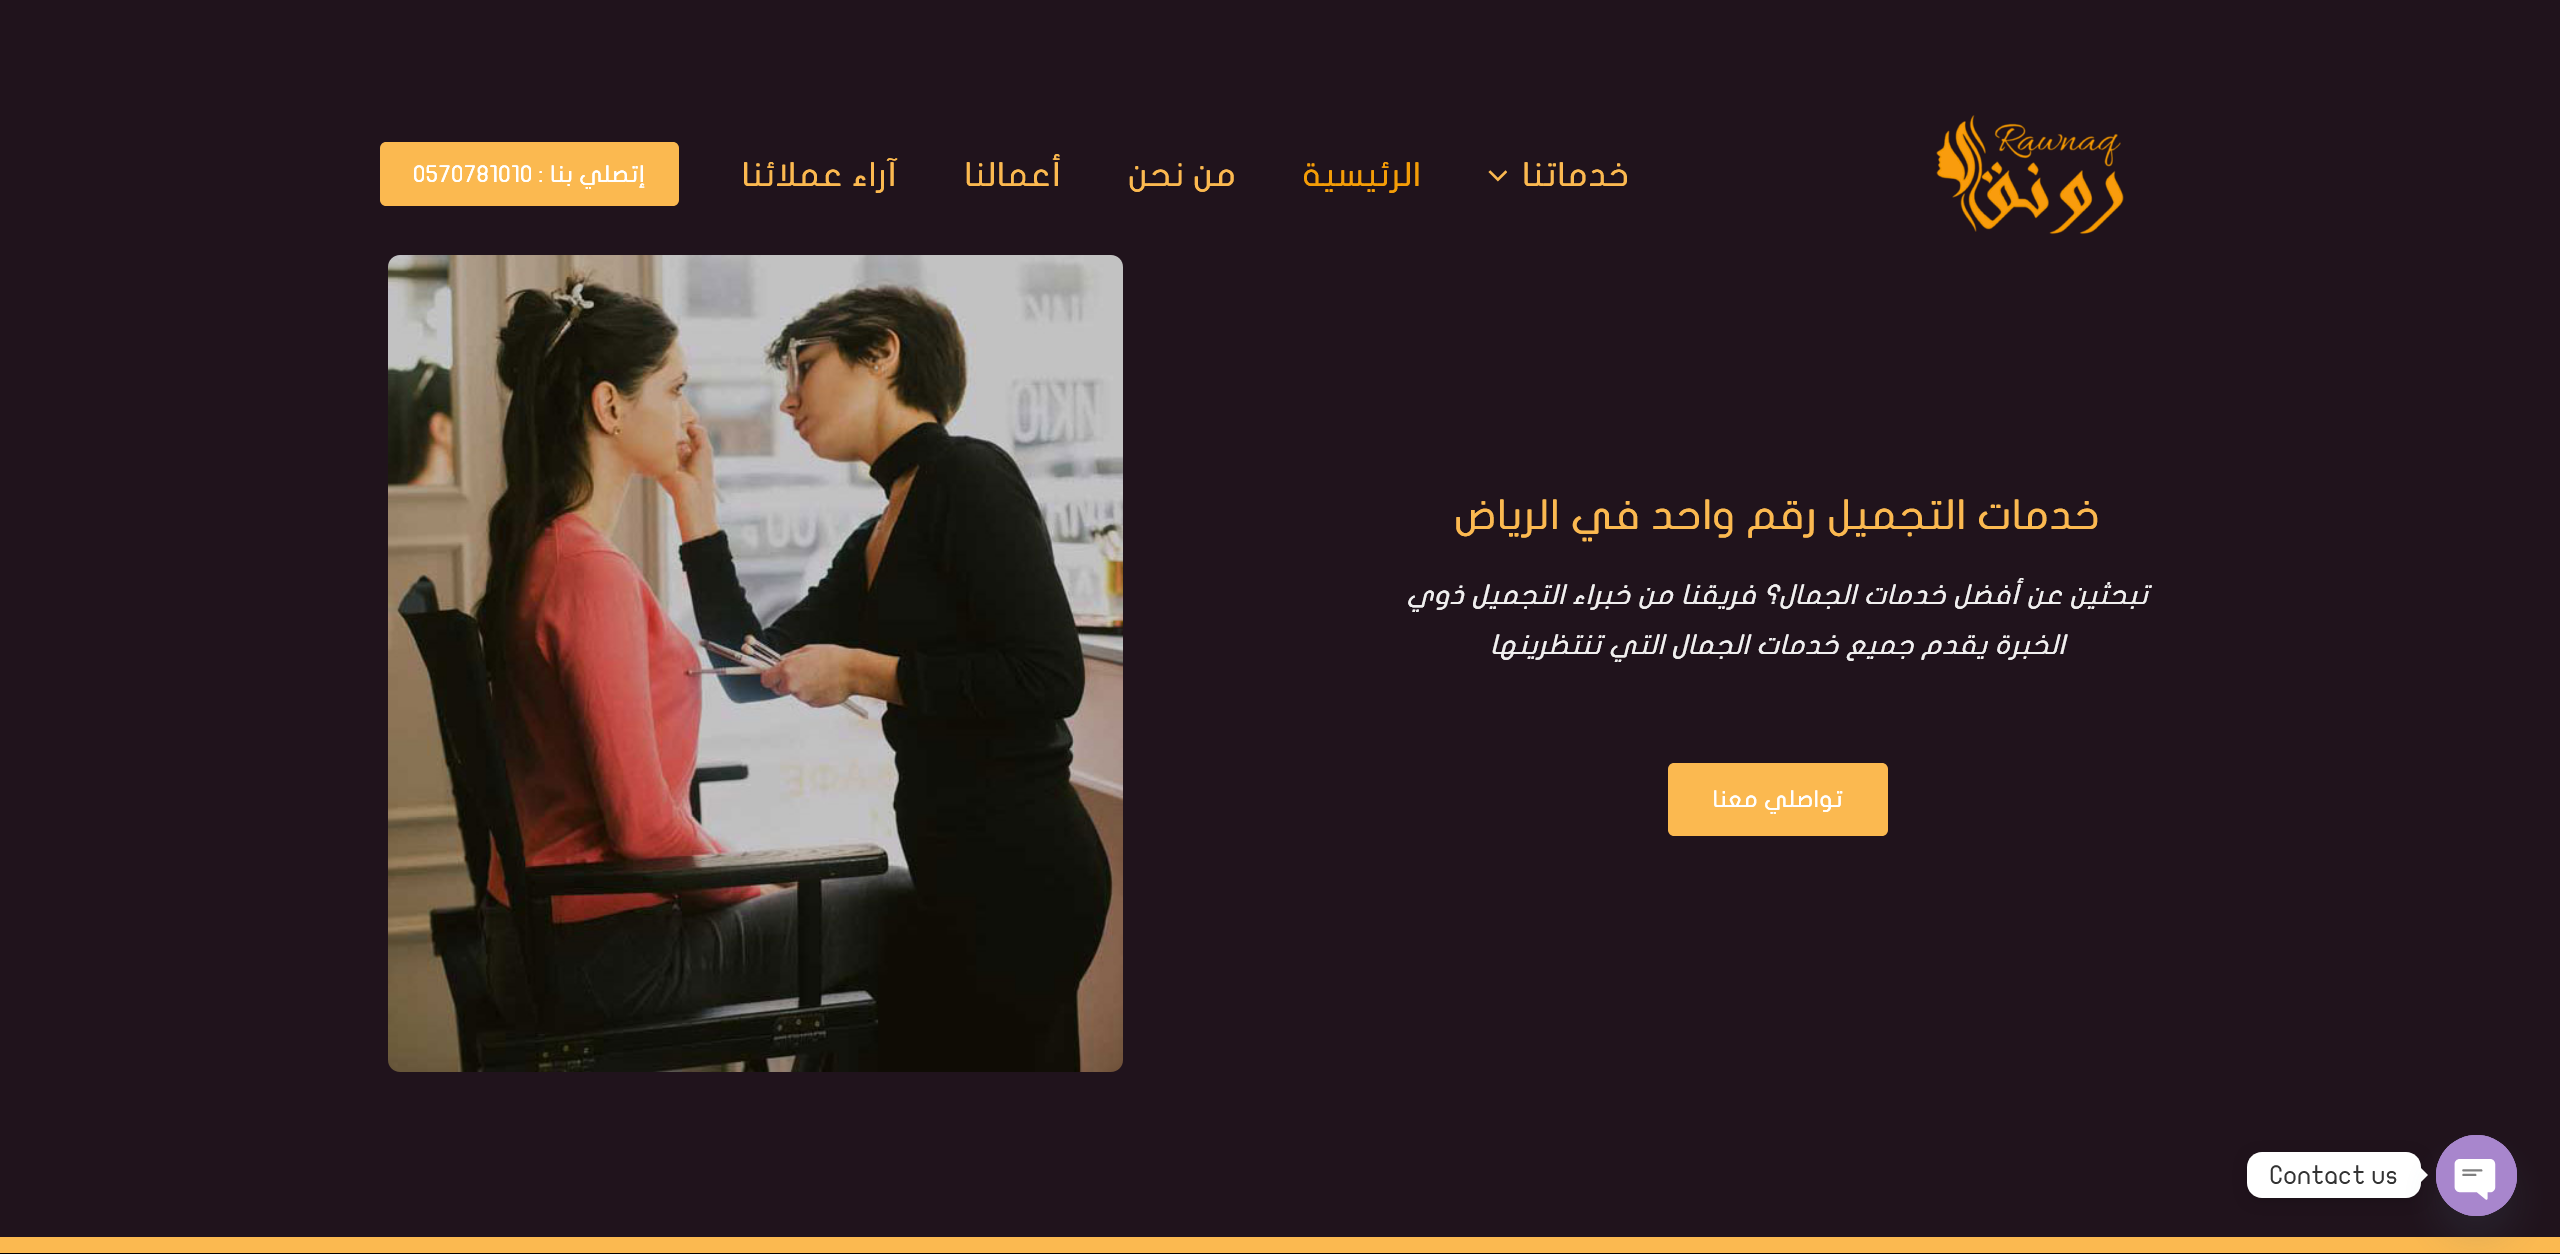 Rawnaq
رونق
خدماتنا
الرئيسية
من نحن
أعمالنا
آراء عملائنا
إتصلي بنا : 0570781010
خدمات التجميل رقم واحد في الرياض
تبحثين عن أفضل خدمات الجمال؟ فريقنا من خبراء التجميل ذوي
الخبرة يقدم جميع خدمات الجمال التي تنتظرينها
تواصلي معنا
Contact us